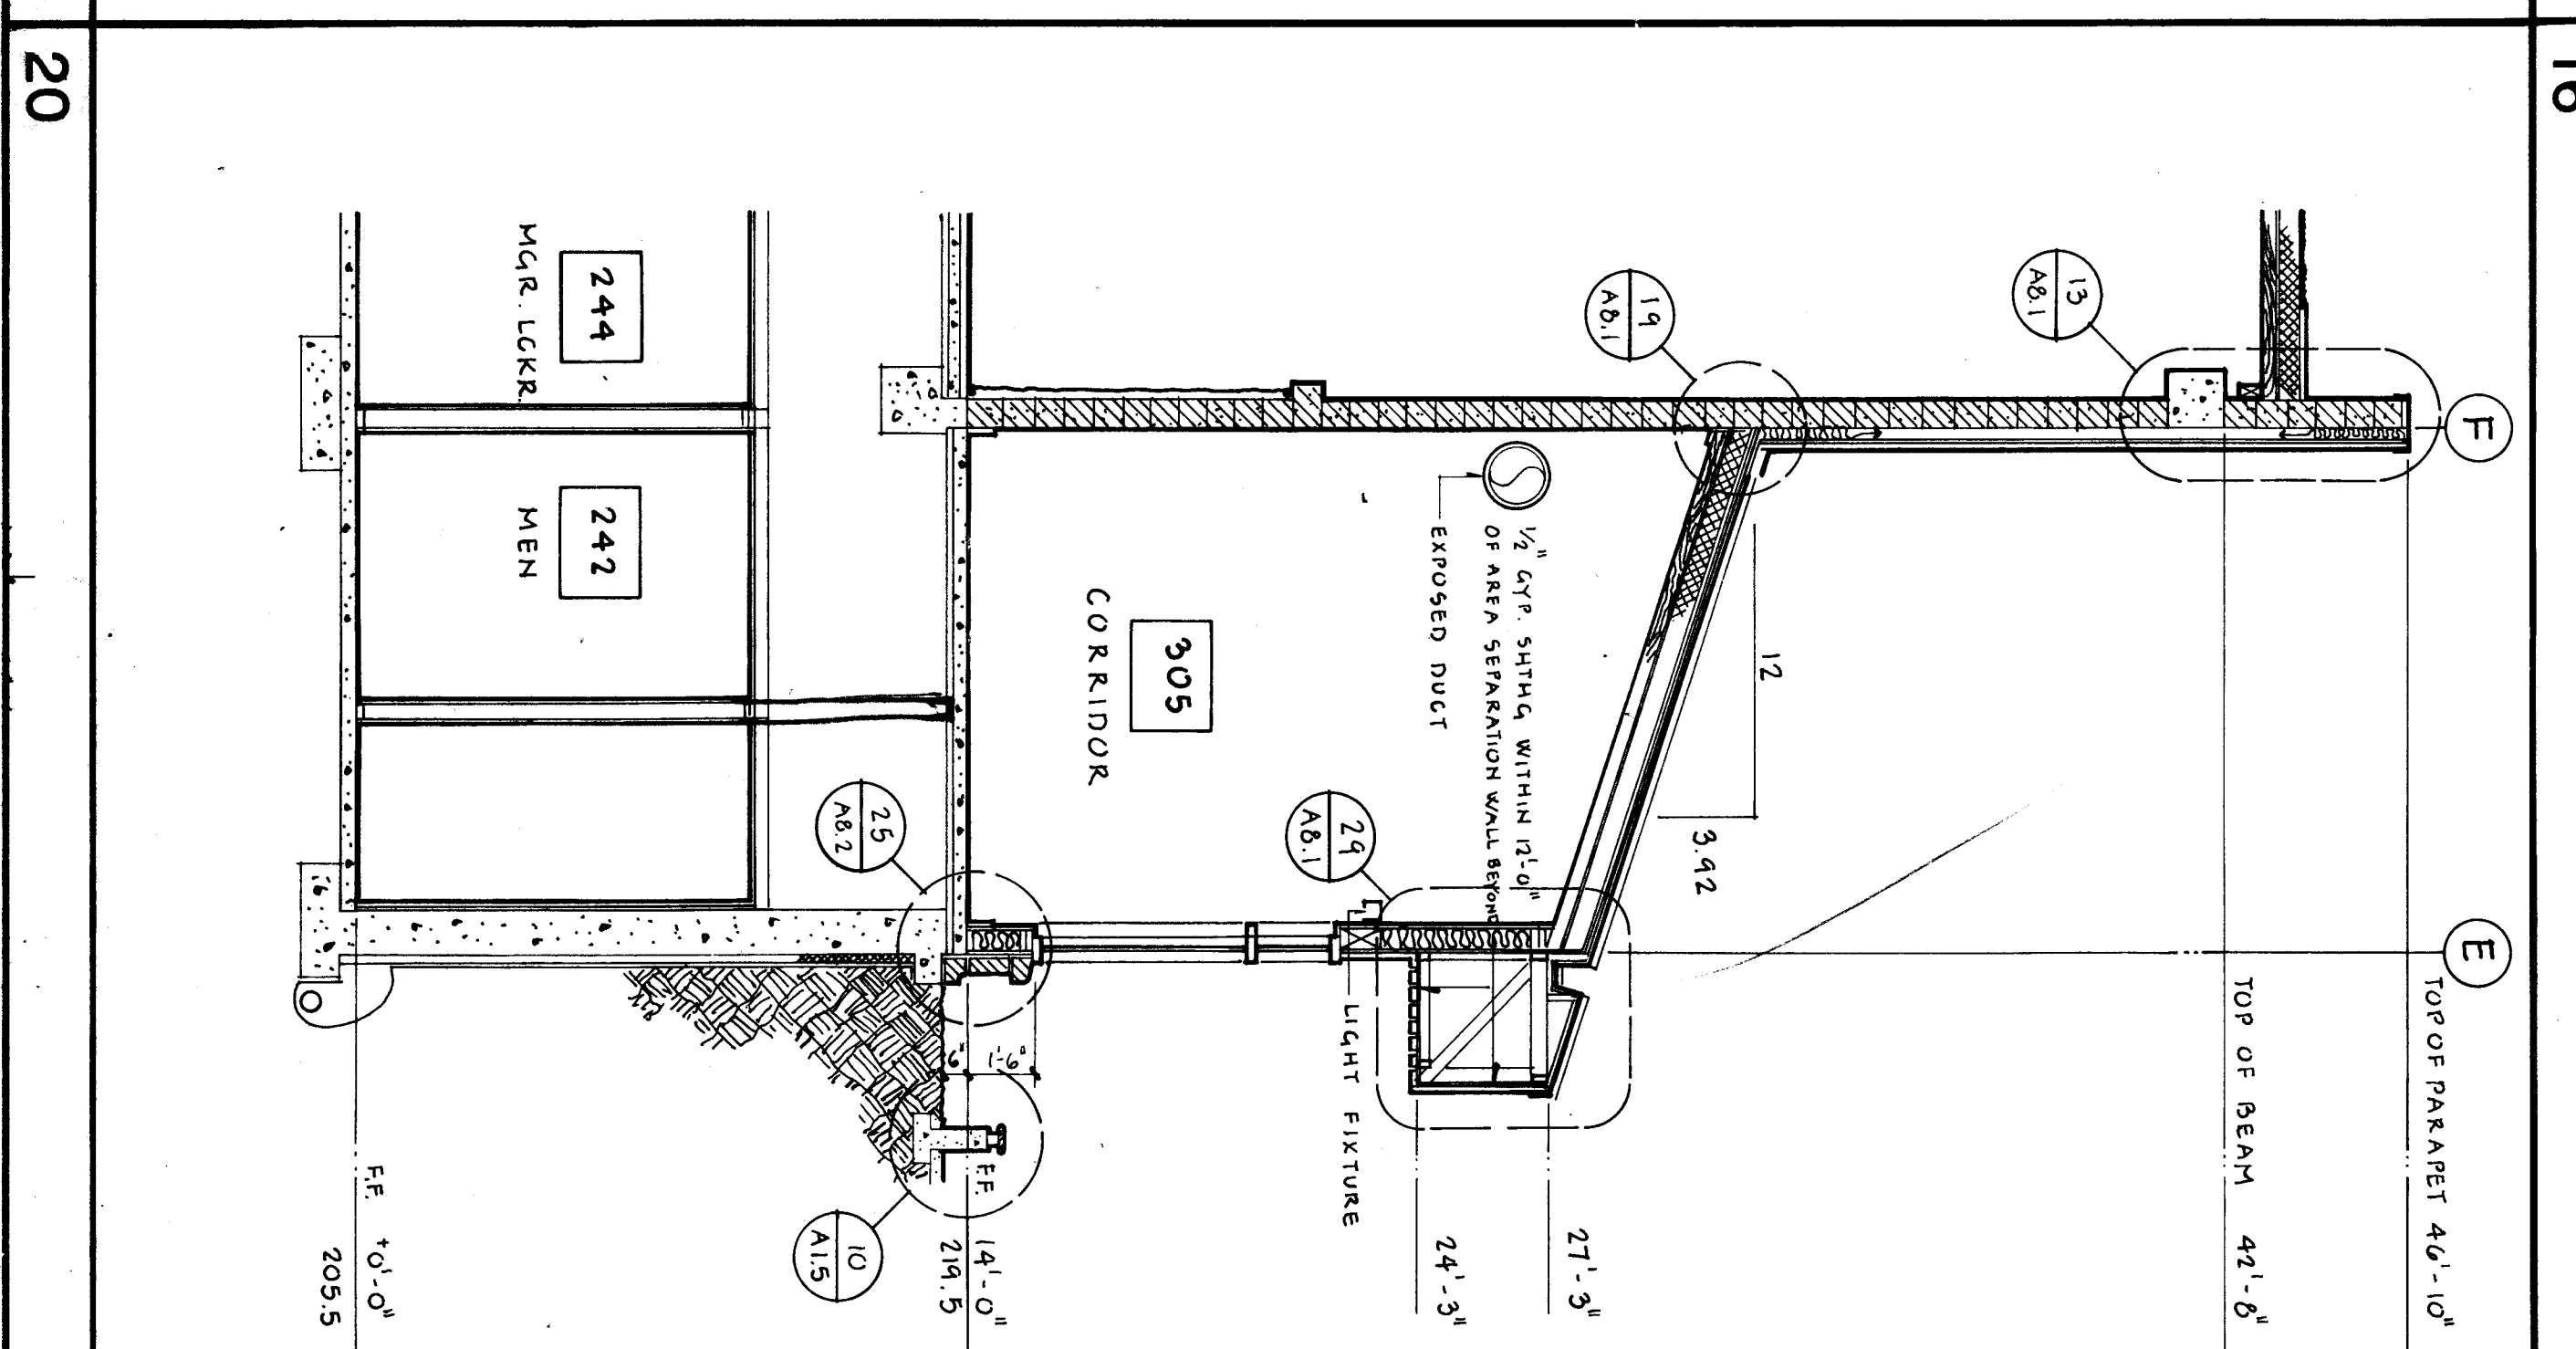 16
F
E
TOP OF PARAPET 46'-10"
TOP OF BEAM 42'-8"
13
A8.1
19
A8.1
12
3.92
27'-3"
24'-3"
1/2" GYP. SHTHG WITHIN 12'-0"
OF AREA SEPARATION WALL BEYOND
EXPOSED DUCT
29
A8.1
LIGHT FIXTURE
305
CORRIDOR
1'-6"
6"
F.F.
14'-0"
219.5
25
A8.2
10
A1.5
244
MGR. LCKR.
242
MEN
F.F. +0'-0"
205.5
20